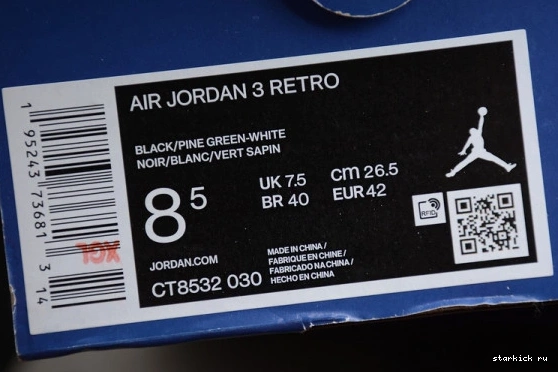 AIR JORDAN 3 RETRO
BLACK/PINE GREEN-WHITE
NOIR/BLANC/VERT SAPIN
8 5
UK 7.5
BR 40
cm 26.5
EUR 42
RFID
JORDAN.COM
CT8532 030
MADE IN CHINA /
FABRIQUE EN CHINE /
FABRICADO NA CHINA /
HECHO EN CHINA
1 95243 73681 3 14
XQL
starkick ru